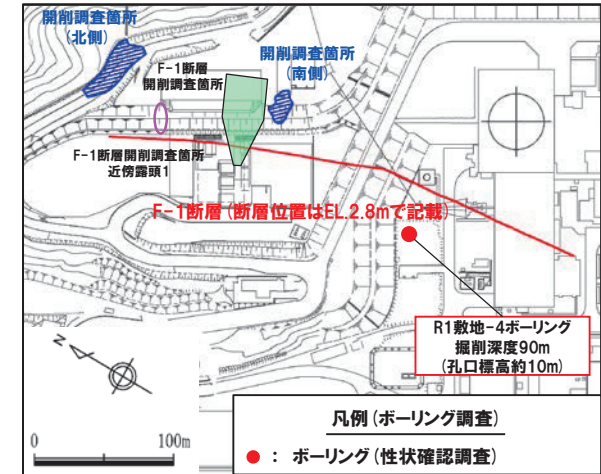 開削調査箇所
(北側)
F-1断層
開削調査箇所
開削調査箇所
(南側)
F-1断層開削調査箇所
近傍露頭1
F-1断層(断層位置はEL.2.8mで記載)
R1敷地-4ボーリング
掘削深度90m
(孔口標高約10m)
N
0 100m
凡例(ボーリング調査)
● : ボーリング(性状確認調査)